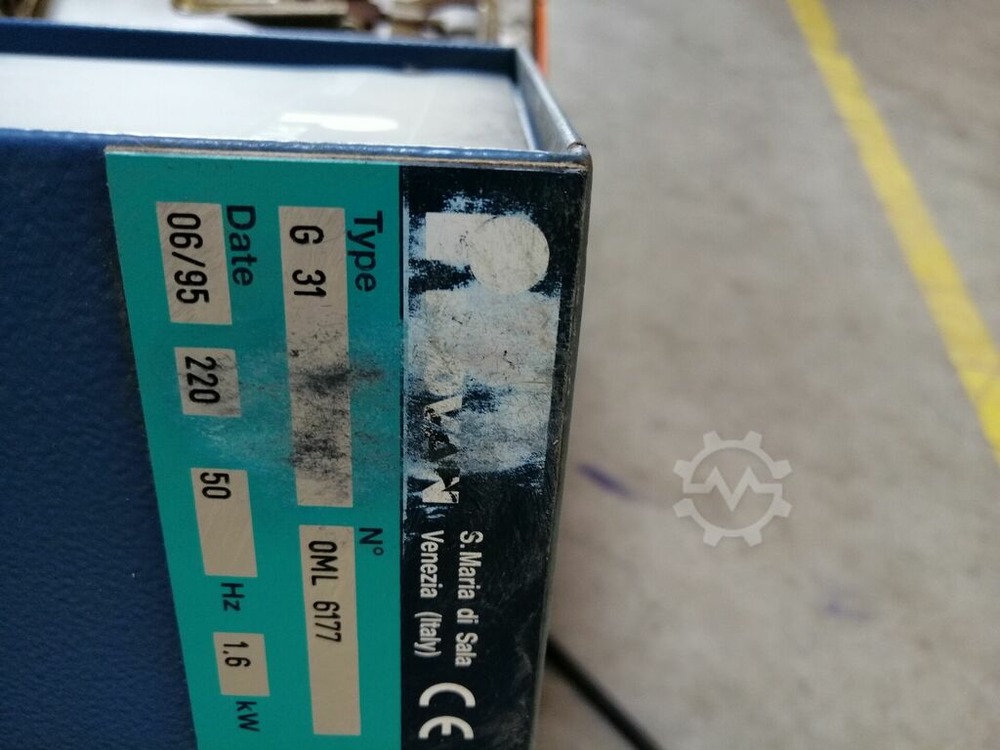 OVAN
S. Maria di Sala
Venezia (Italy)
CE
Type N°
G 31 OML 6177
Date
06/95 220 50 Hz 1.6 kW